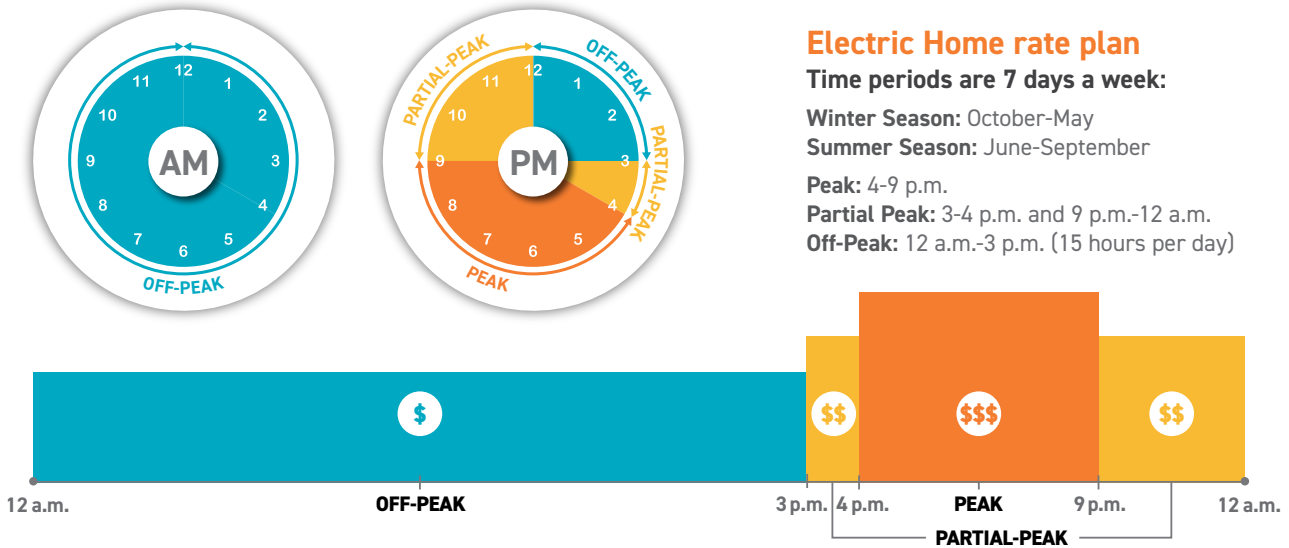 12
1
2
3
4
5
6
7
8
9
10
11
AM
OFF-PEAK
12
1
2
3
4
5
6
7
8
9
10
11
PM
PARTIAL-PEAK
OFF-PEAK
PARTIAL-PEAK
PEAK
Electric Home rate plan
Time periods are 7 days a week:
Winter Season: October-May
Summer Season: June-September
Peak: 4-9 p.m.
Partial Peak: 3-4 p.m. and 9 p.m.-12 a.m.
Off-Peak: 12 a.m.-3 p.m. (15 hours per day)
$
$$
$$$
$$
12 a.m.
OFF-PEAK
3 p.m.
4 p.m.
PEAK
9 p.m.
12 a.m.
PARTIAL-PEAK